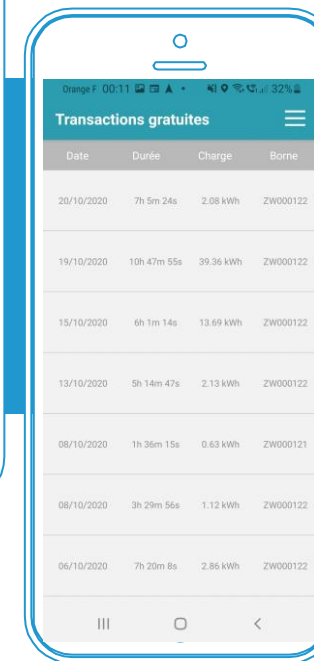 Orange F 00:11 32%
Transactions gratuites
Date Durée Charge Borne
20/10/2020 7h 5m 24s 2.08 kWh ZW000122
19/10/2020 10h 47m 55s 39.36 kWh ZW000122
15/10/2020 6h 1m 14s 13.69 kWh ZW000122
13/10/2020 5h 14m 47s 2.13 kWh ZW000122
08/10/2020 1h 36m 15s 0.63 kWh ZW000121
08/10/2020 3h 29m 56s 1.12 kWh ZW000122
06/10/2020 7h 20m 8s 2.86 kWh ZW000122